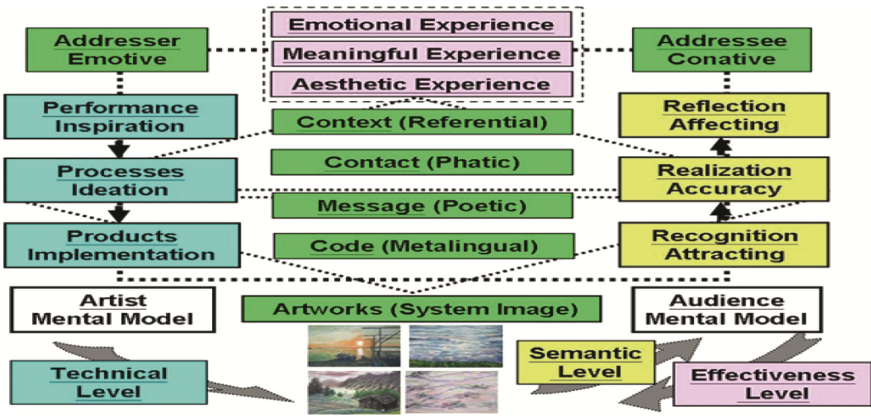 Emotional Experience
Addresser
Emotive
Meaningful Experience
Addressee
Conative
Aesthetic Experience
Performance
Inspiration
Context (Referential)
Reflection
Affecting
Contact (Phatic)
Processes
Ideation
Realization
Accuracy
Message (Poetic)
Products
Implementation
Code (Metalingual)
Recognition
Attracting
Artist
Mental Model
Artworks (System Image)
Audience
Mental Model
Technical
Level
Semantic
Level
Effectiveness
Level